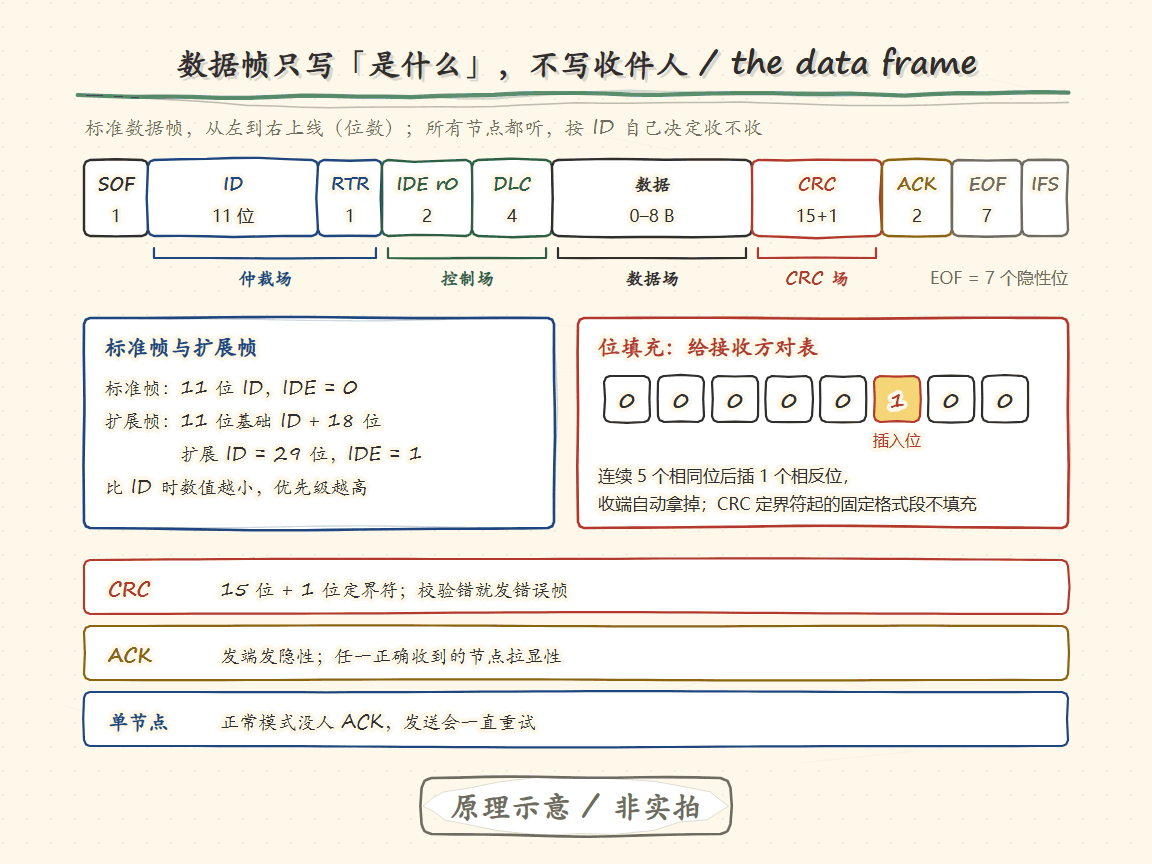 数据帧只写「是什么」，不写收件人 / the data frame
标准数据帧，从左到右上线（位数）；所有节点都听，按 ID 自己决定收不收
SOF ID RTR IDE r0 DLC 数据 CRC ACK EOF IFS
1 11 位 1 2 4 0–8 B 15+1 2 7
仲裁场 控制场 数据场 CRC 场 EOF = 7 个隐性位
标准帧与扩展帧
标准帧：11 位 ID，IDE = 0
扩展帧：11 位基础 ID + 18 位
扩展 ID = 29 位，IDE = 1
比 ID 时数值越小，优先级越高
位填充：给接收方对表
0 0 0 0 0 1 0 0
插入位
连续 5 个相同位后插 1 个相反位，
收端自动拿掉；CRC 定界符起的固定格式段不填充
CRC 15 位 + 1 位定界符；校验错就发错误帧
ACK 发端发隐性；任一正确收到的节点拉显性
单节点 正常模式没人 ACK，发送会一直重试
原理示意 / 非实拍